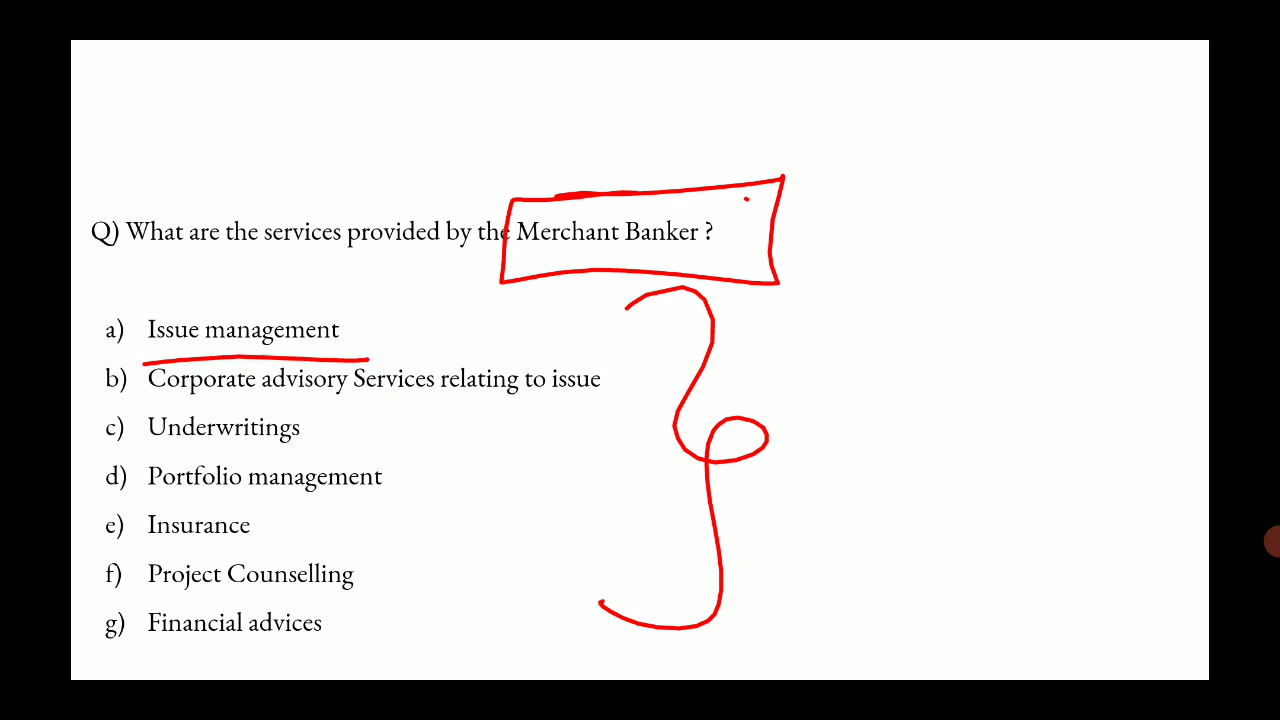 Q) What are the services provided by the Merchant Banker ?
a) Issue management
b) Corporate advisory Services relating to issue
c) Underwritings
d) Portfolio management
e) Insurance
f) Project Counselling
g) Financial advices